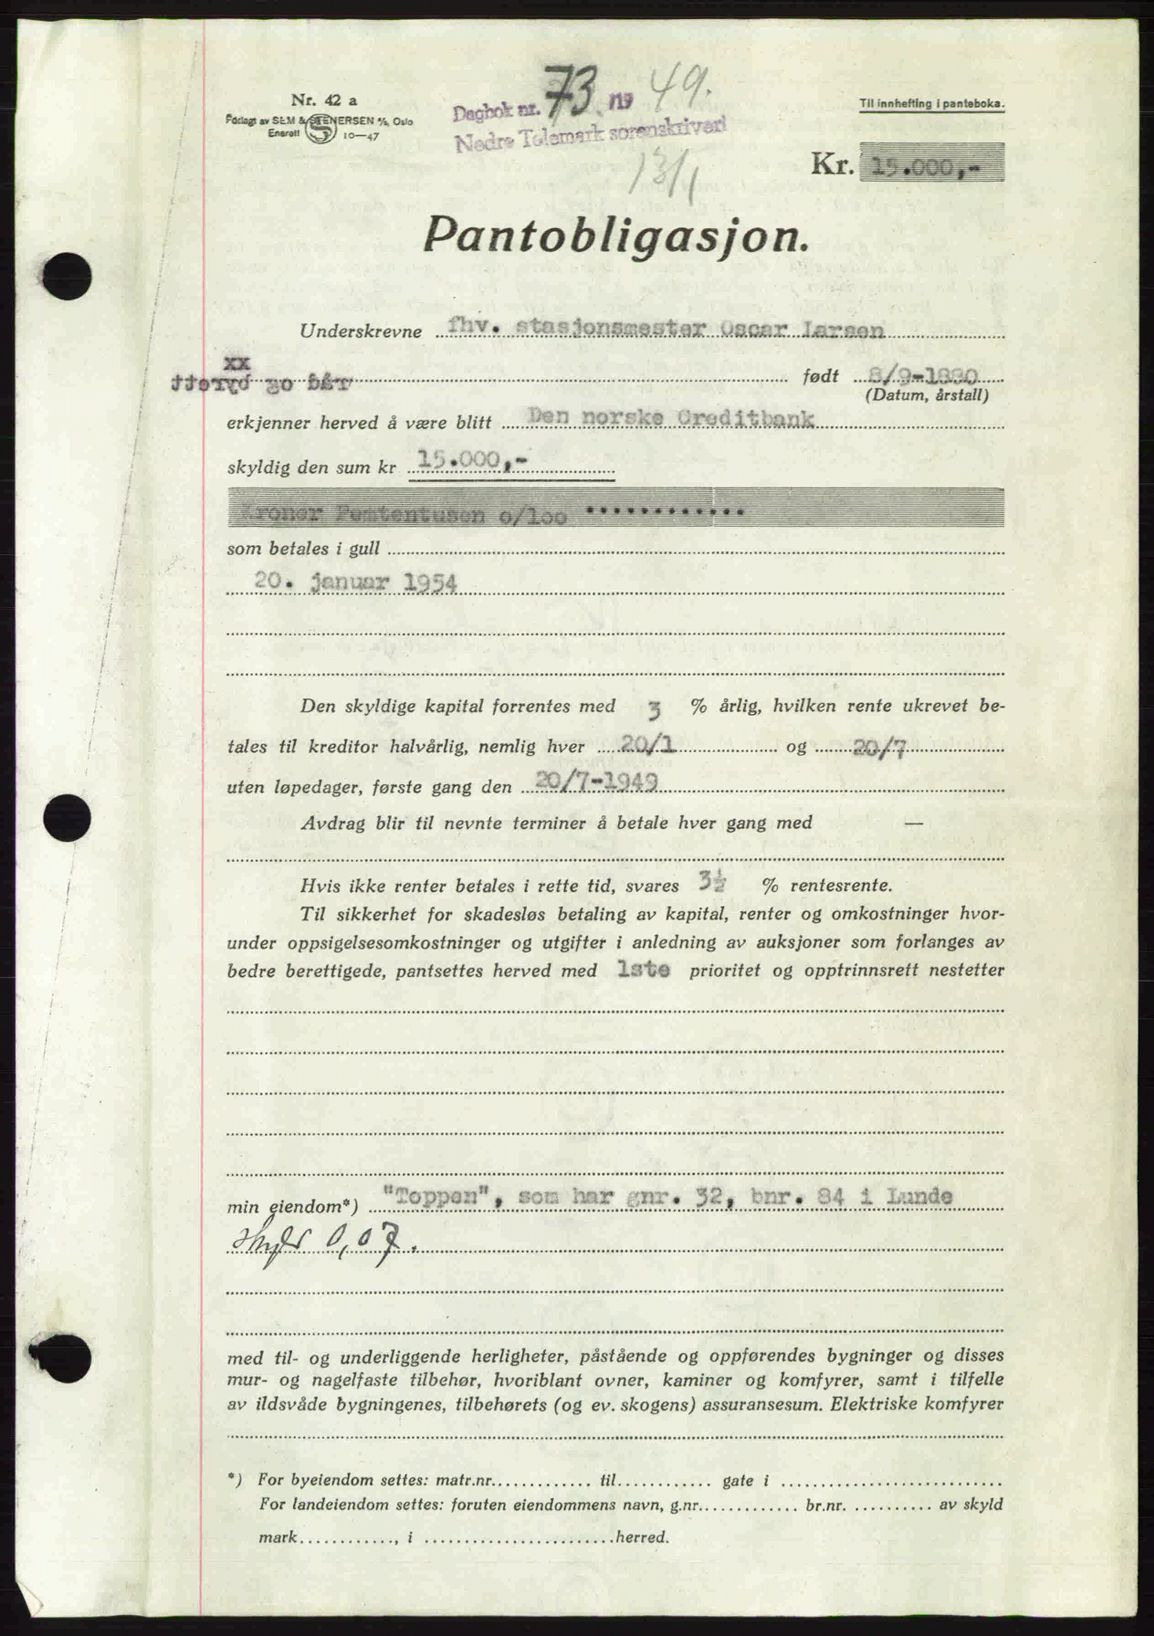 Nr. 42 a
Forlagt av SEM & STENERSEN A/S, Oslo
Enerett 10—47
Dagbok nr. 73 /19 49.
Nedre Telemark sorenskriveri
13/1
Til innhefting i panteboka.
Kr. 15.000,-
Pantobligasjon.
Underskrevne fhv. stasjonsmester Oscar Larsen
xx
født 8/9-1880
(Datum, årstall)
erkjenner herved å være blitt Den norske Creditbank
skyldig den sum kr 15.000,-
Kroner Femtentusen o/100 ............
som betales i gull
20. januar 1954
Den skyldige kapital forrentes med 3 % årlig, hvilken rente ukrevet be-
tales til kreditor halvårlig, nemlig hver 20/1 og 20/7
uten løpedager, første gang den 20/7-1949
Avdrag blir til nevnte terminer å betale hver gang med —
Hvis ikke renter betales i rette tid, svares 3½ % rentesrente.
Til sikkerhet for skadesløs betaling av kapital, renter og omkostninger hvor-
under oppsigelsesomkostninger og utgifter i anledning av auksjoner som forlanges av
bedre berettigede, pantsettes herved med 1ste prioritet og opptrinnsrett nestetter
min eiendom*) "Toppen", som har gnr. 32, bnr. 84 i Lunde
skyld 0,07.
med til- og underliggende herligheter, påstående og oppførendes bygninger og disses
mur- og nagelfaste tilbehør, hvoriblant ovner, kaminer og komfyrer, samt i tilfelle
av ildsvåde bygningenes, tilbehørets (og ev. skogens) assuransesum. Elektriske komfyrer
*) For byeiendom settes: matr.nr............. til............ gate i ............................
For landeiendom settes: foruten eiendommens navn, g.nr............. br.nr. ........... av skyld
mark............, i ........................herred.